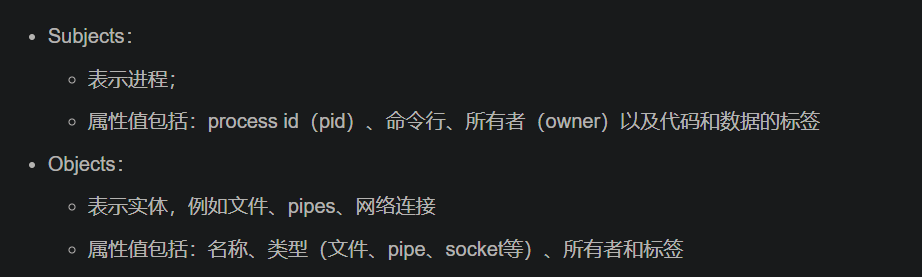 Subjects：
表示进程；
属性值包括：process id（pid）、命令行、所有者（owner）以及代码和数据的标签
Objects：
表示实体，例如文件、pipes、网络连接
属性值包括：名称、类型（文件、pipe、socket等）、所有者和标签